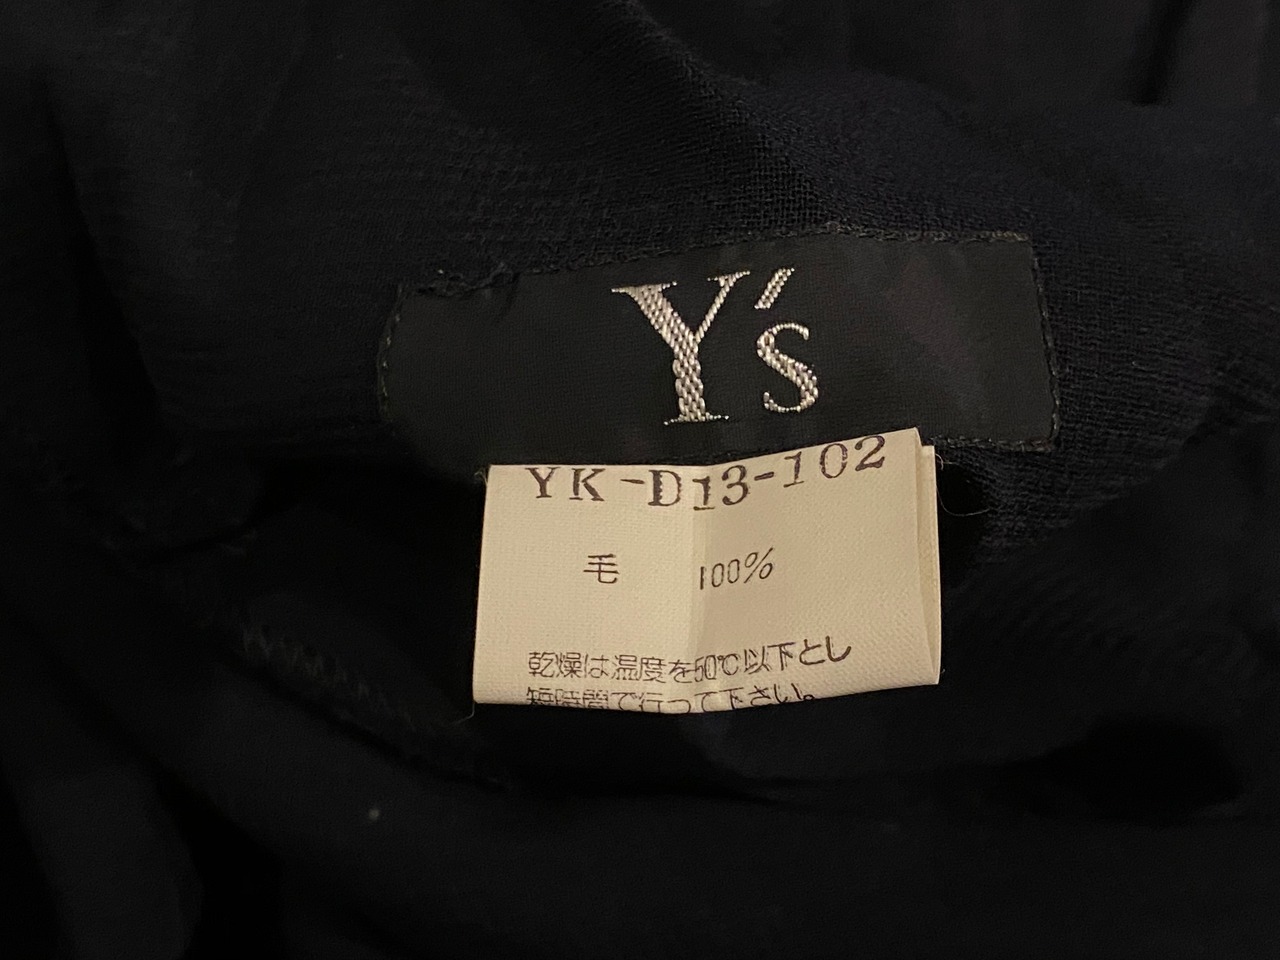 Y's
YK-D13-102
毛 100%
乾燥は温度を50℃以下とし
短時間で行って下さい。